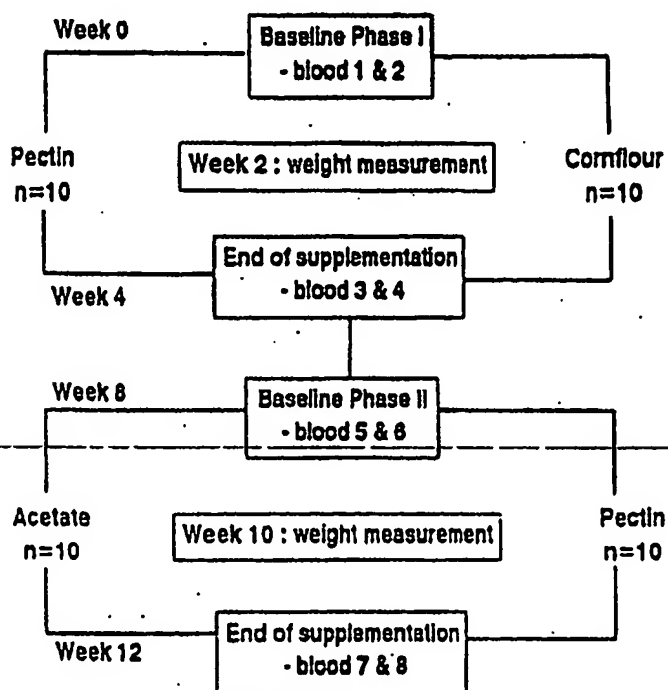 Week 0
Baseline Phase I
- blood 1 & 2
Pectin
n=10
Week 2 : weight measurement
Cornflour
n=10
End of supplementation
- blood 3 & 4
Week 4
Week 8
Baseline Phase II
- blood 5 & 6
Acetate
n=10
Week 10 : weight measurement
Pectin
n=10
End of supplementation
- blood 7 & 8
Week 12